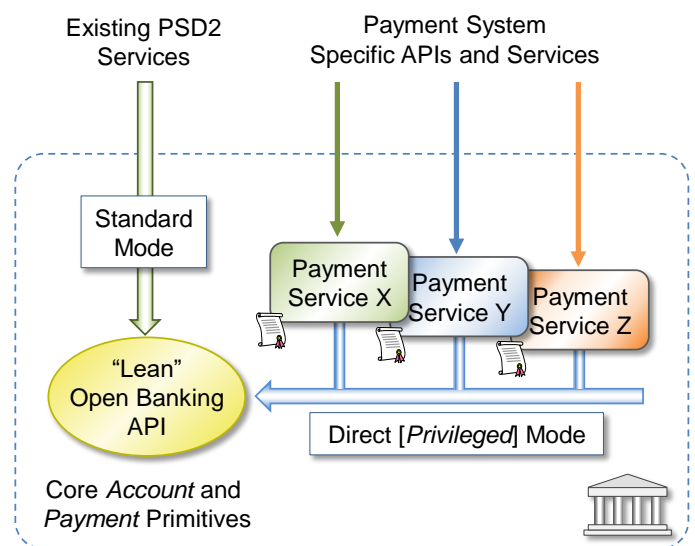 Existing PSD2
Services
Payment System
Specific APIs and Services
Standard
Mode
Payment
Service X
Payment
Service Y
Payment
Service Z
“Lean”
Open Banking
API
Direct [Privileged] Mode
Core Account and
Payment Primitives